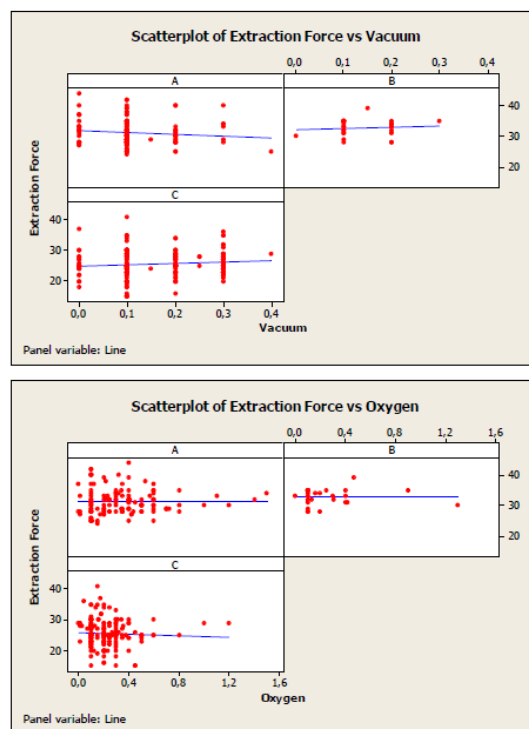 Scatterplot of Extraction Force vs Vacuum
0,0 0,1 0,2 0,3 0,4
A B
40
30
20
C
40
30
20
0,0 0,1 0,2 0,3 0,4
Extraction Force
Vacuum
Panel variable: Line
Scatterplot of Extraction Force vs Oxygen
0,0 0,4 0,8 1,2 1,6
A B
40
30
20
C
40
30
20
0,0 0,4 0,8 1,2 1,6
Extraction Force
Oxygen
Panel variable: Line